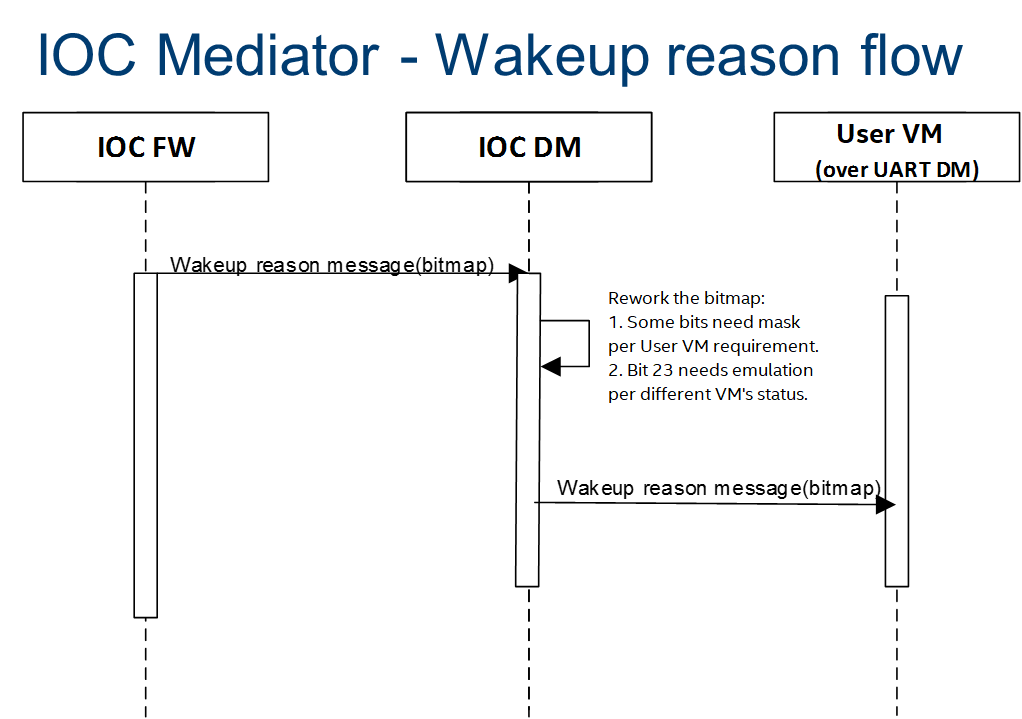 IOC Mediator - Wakeup reason flow
IOC FW
IOC DM
User VM
(over UART DM)
Wakeup reason message(bitmap)
Rework the bitmap:
1. Some bits need mask
per User VM requirement.
2. Bit 23 needs emulation
per different VM's status.
Wakeup reason message(bitmap)